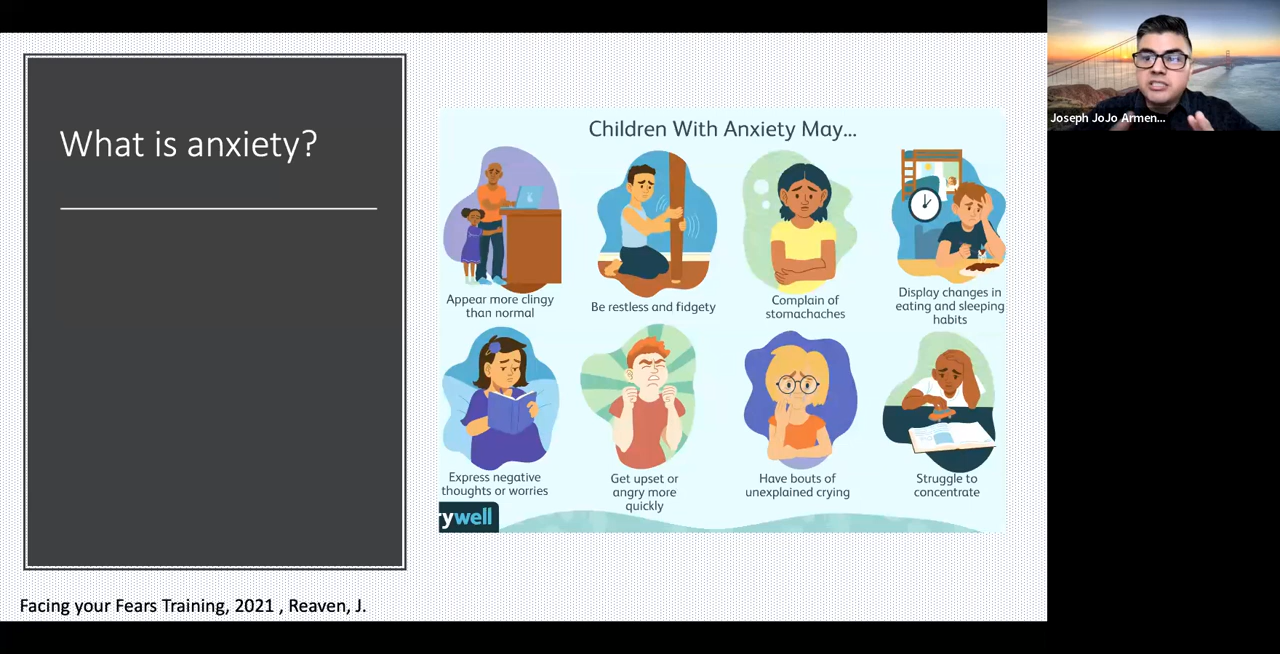 What is anxiety?
Children With Anxiety May...
Appear more clingy
than normal
Be restless and fidgety
Complain of
stomachaches
Display changes in
eating and sleeping
habits
Express negative
thoughts or worries
Get upset or
angry more
quickly
Have bouts of
unexplained crying
Struggle to
concentrate
rywell
Facing your Fears Training, 2021 , Reaven, J.
Joseph JoJo Armen...